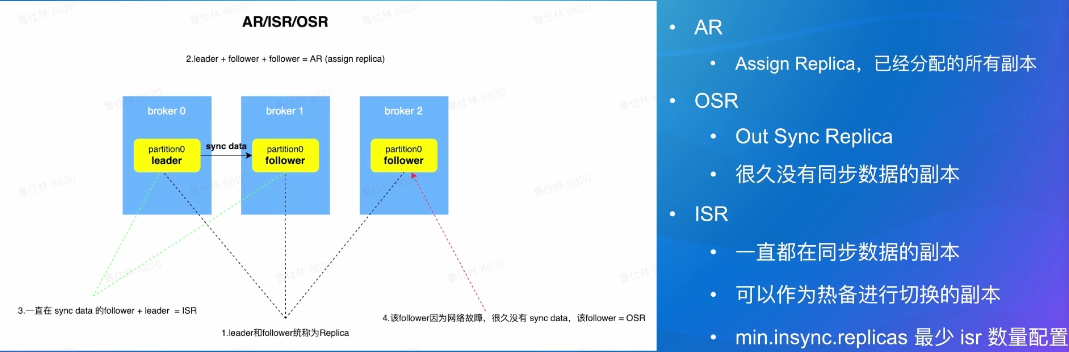 AR/ISR/OSR
2.leader + follower + follower = AR (assign replica)
broker 0
broker 1
broker 2
partition0
leader
sync data
partition0
follower
partition0
follower
3.一直在 sync data 的follower + leader = ISR
1.leader和follower统称为Replica
4.该follower因为网络故障，很久没有 sync data，该follower = OSR
• AR
• Assign Replica，已经分配的所有副本
• OSR
• Out Sync Replica
• 很久没有同步数据的副本
• ISR
• 一直都在同步数据的副本
• 可以作为热备进行切换的副本
• min.insync.replicas 最少 isr 数量配置